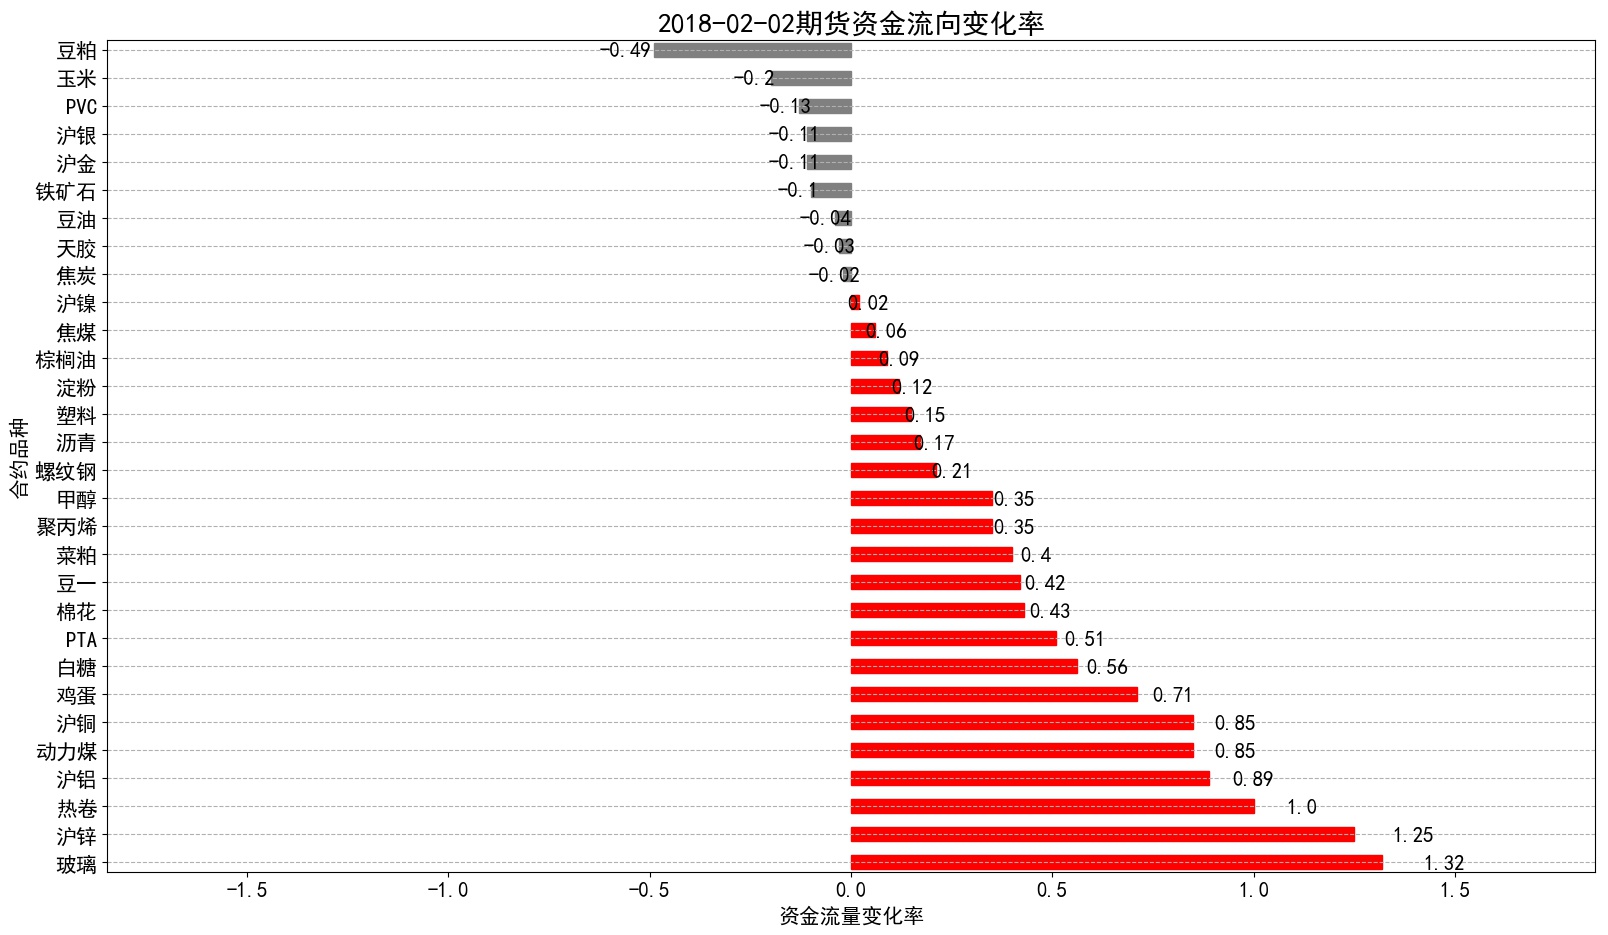 2018-02-02期货资金流向变化率
豆粕 -0.49
玉米 -0.2
PVC -0.13
沪银 -0.11
沪金 -0.11
铁矿石 -0.1
豆油 -0.04
天胶 -0.03
焦炭 -0.02
沪镍 0.02
焦煤 0.06
棕榈油 0.09
淀粉 0.12
塑料 0.15
沥青 0.17
螺纹钢 0.21
甲醇 0.35
聚丙烯 0.35
菜粕 0.4
豆一 0.42
棉花 0.43
PTA 0.51
白糖 0.56
鸡蛋 0.71
沪铜 0.85
动力煤 0.85
沪铝 0.89
热卷 1.0
沪锌 1.25
玻璃 1.32
合约品种
-1.5 -1.0 -0.5 0.0 0.5 1.0 1.5
资金流量变化率